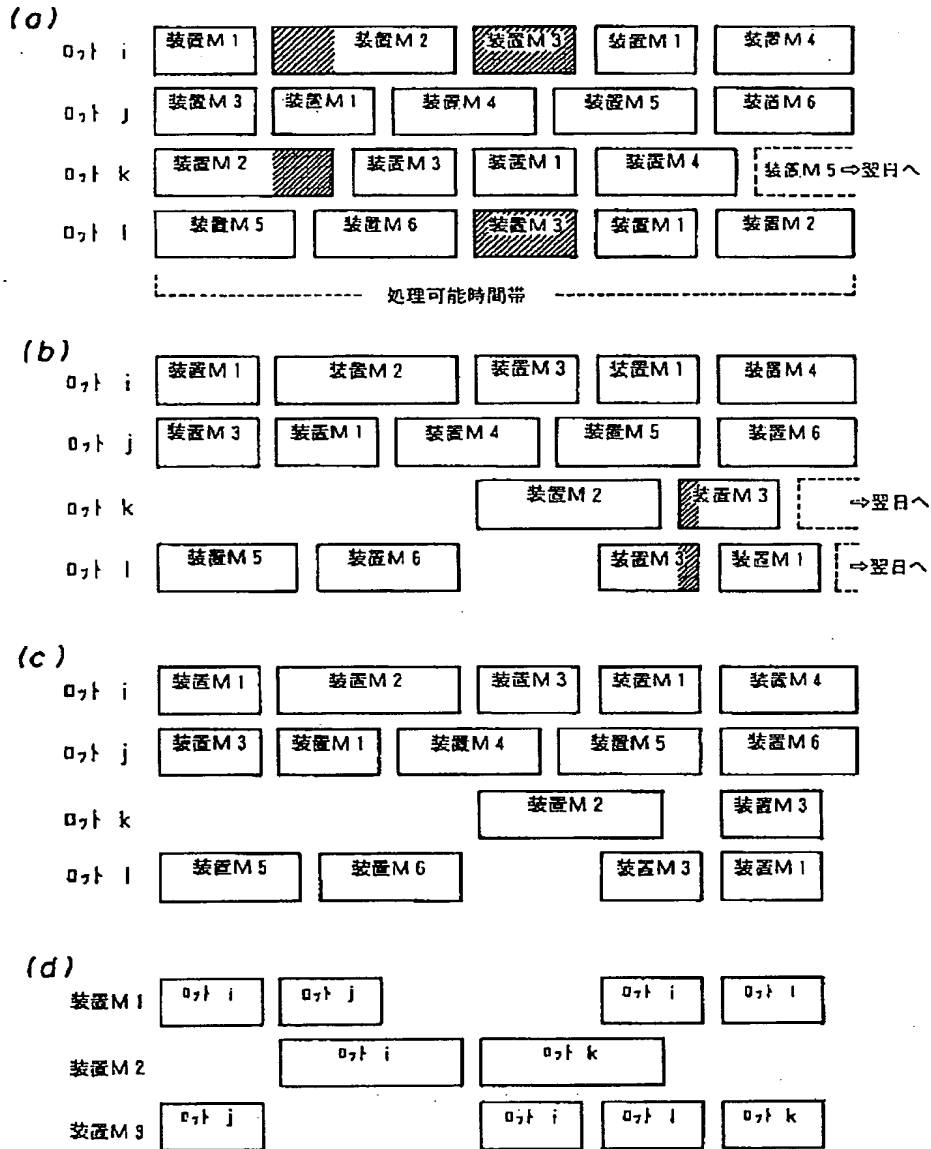 (a)
ロット i 装置M1 装置M2 装置M3 装置M1 装置M4
ロット j 装置M3 装置M1 装置M4 装置M5 装置M6
ロット k 装置M2 装置M3 装置M1 装置M4 装置M5⇨翌日へ
ロット l 装置M5 装置M6 装置M3 装置M1 装置M2
処理可能時間帯
(b)
ロット i 装置M1 装置M2 装置M3 装置M1 装置M4
ロット j 装置M3 装置M1 装置M4 装置M5 装置M6
ロット k 装置M2 装置M3 ⇨翌日へ
ロット l 装置M5 装置M6 装置M3 装置M1 ⇨翌日へ
(c)
ロット i 装置M1 装置M2 装置M3 装置M1 装置M4
ロット j 装置M3 装置M1 装置M4 装置M5 装置M6
ロット k 装置M2 装置M3
ロット l 装置M5 装置M6 装置M3 装置M1
(d)
装置M1 ロット i ロット j ロット i ロット l
装置M2 ロット i ロット k
装置M3 ロット j ロット i ロット l ロット k